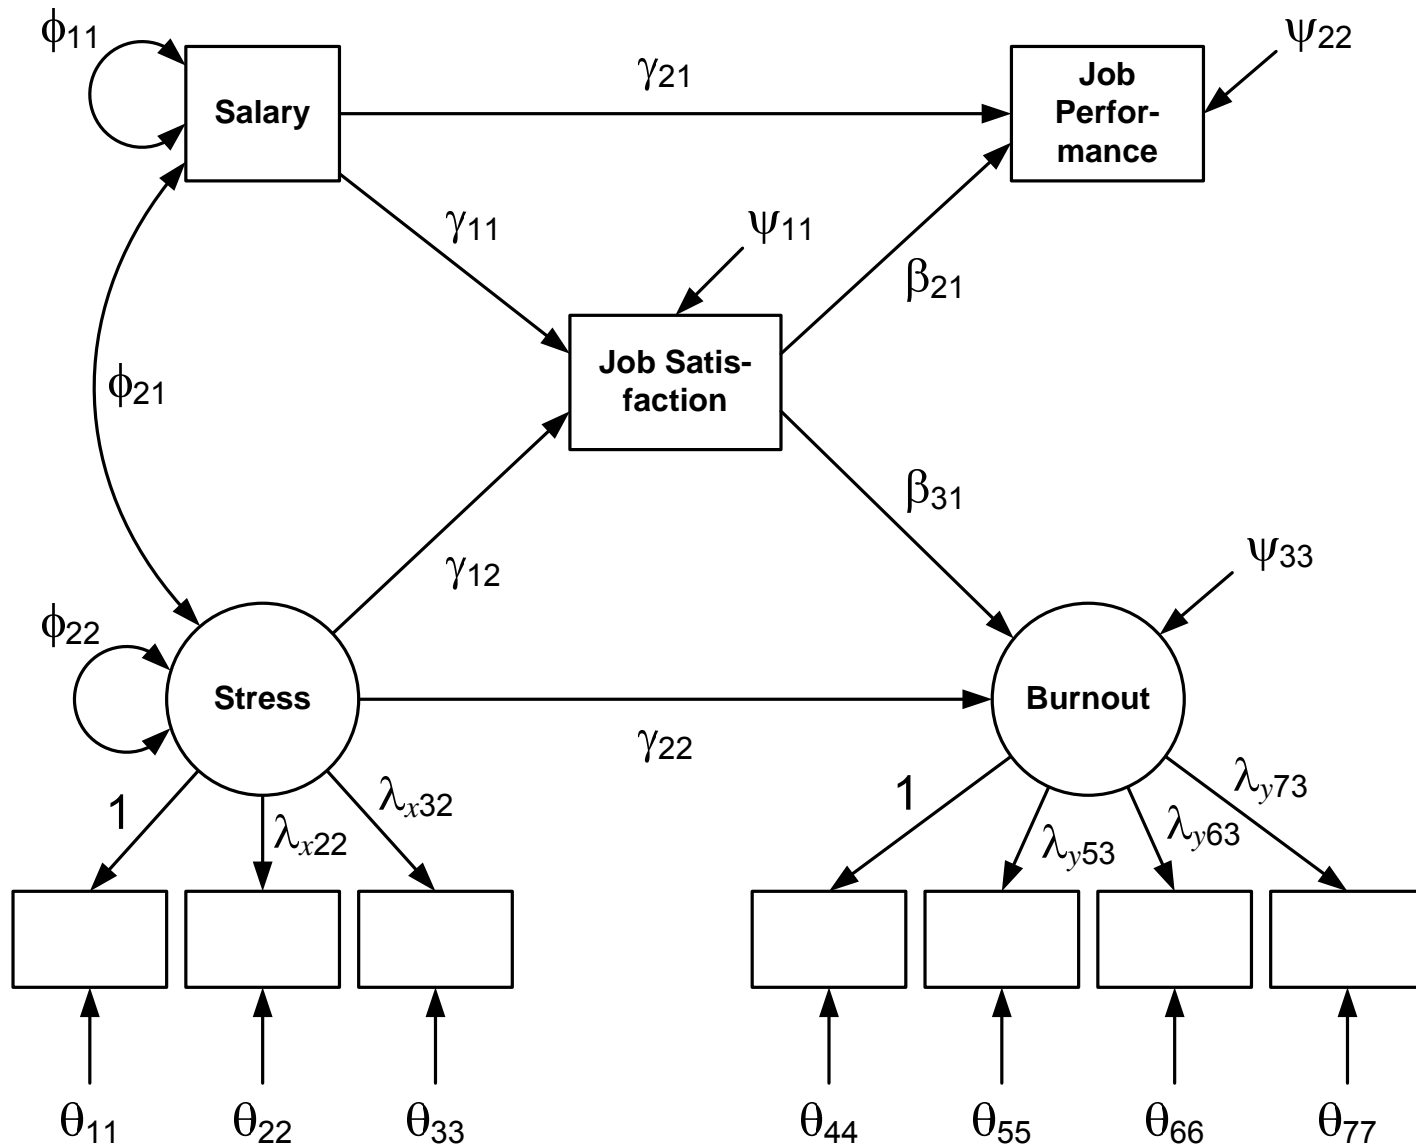 ϕ11
Salary
γ21
Job
Perfor-
mance
ψ22
γ11
ψ11
β21
ϕ21
Job Satis-
faction
β31
γ12
ψ33
ϕ22
Stress
γ22
Burnout
1
λx22
λx32
1
λy53
λy63
λy73
θ11
θ22
θ33
θ44
θ55
θ66
θ77